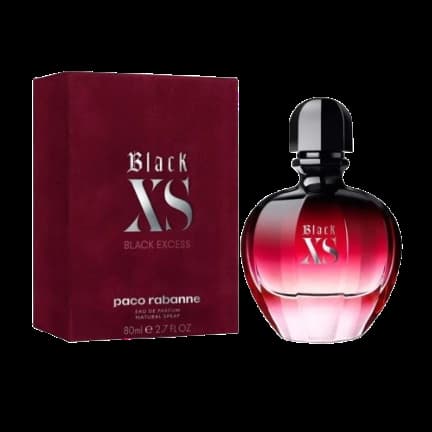 Black
XS
BLACK EXCESS
paco rabanne
EAU DE PARFUM
NATURAL SPRAY
80ml e 2.7 FL.OZ
Black
XS